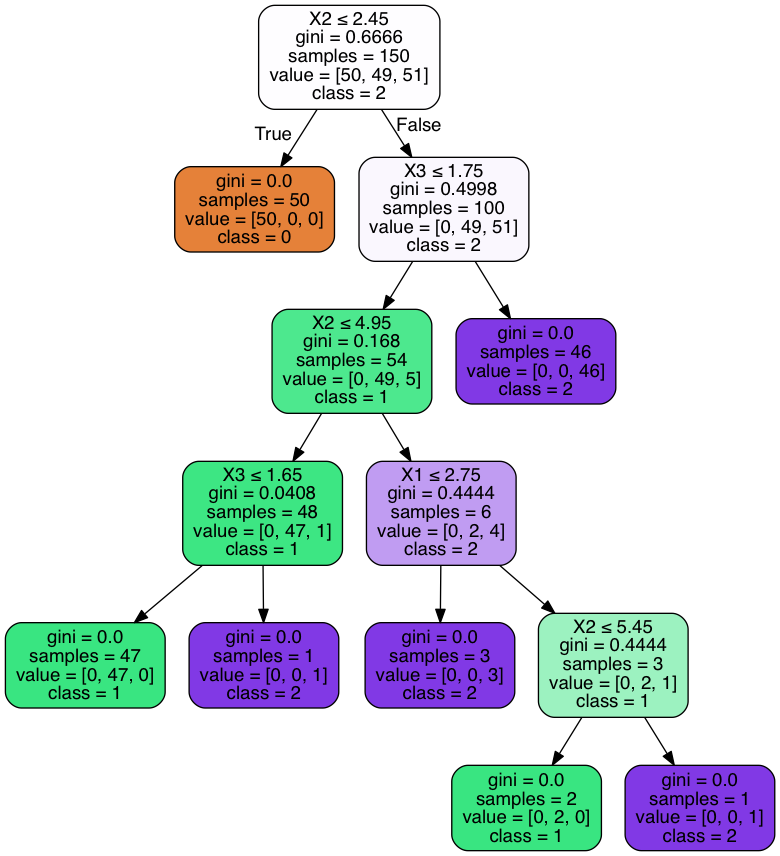 X2 ≤ 2.45
gini = 0.6666
samples = 150
value = [50, 49, 51]
class = 2
True
False
gini = 0.0
samples = 50
value = [50, 0, 0]
class = 0
X3 ≤ 1.75
gini = 0.4998
samples = 100
value = [0, 49, 51]
class = 2
X2 ≤ 4.95
gini = 0.168
samples = 54
value = [0, 49, 5]
class = 1
gini = 0.0
samples = 46
value = [0, 0, 46]
class = 2
X3 ≤ 1.65
gini = 0.0408
samples = 48
value = [0, 47, 1]
class = 1
X1 ≤ 2.75
gini = 0.4444
samples = 6
value = [0, 2, 4]
class = 2
gini = 0.0
samples = 47
value = [0, 47, 0]
class = 1
gini = 0.0
samples = 1
value = [0, 0, 1]
class = 2
gini = 0.0
samples = 3
value = [0, 0, 3]
class = 2
X2 ≤ 5.45
gini = 0.4444
samples = 3
value = [0, 2, 1]
class = 1
gini = 0.0
samples = 2
value = [0, 2, 0]
class = 1
gini = 0.0
samples = 1
value = [0, 0, 1]
class = 2